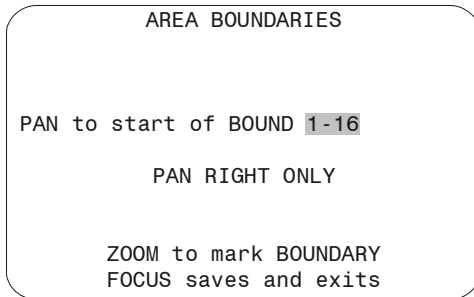 AREA BOUNDARIES
PAN to start of BOUND 1-16
PAN RIGHT ONLY
ZOOM to mark BOUNDARY
FOCUS saves and exits